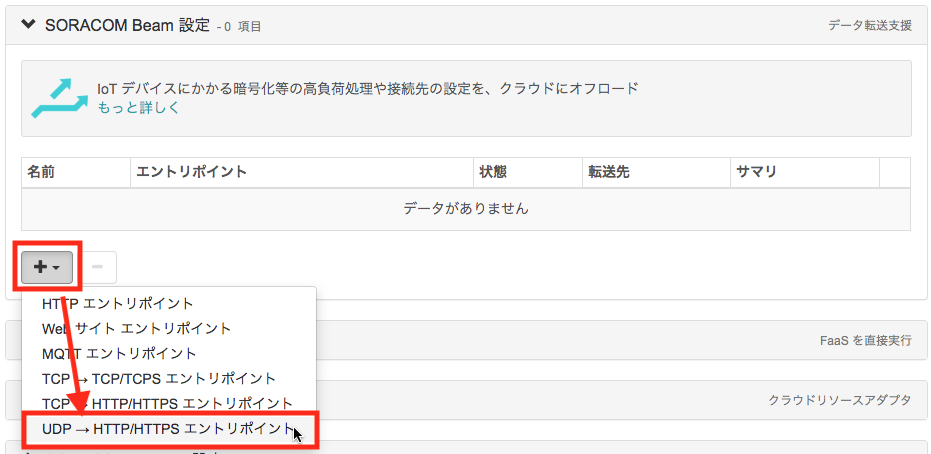 SORACOM Beam 設定 - 0 項目 データ転送支援
IoT デバイスにかかる暗号化等の高負荷処理や接続先の設定を、クラウドにオフロード
もっと詳しく
名前 エントリポイント 状態 転送先 サマリ
データがありません
HTTP エントリポイント
Web サイト エントリポイント
MQTT エントリポイント
FaaS を直接実行
TCP → TCP/TCPS エントリポイント
クラウドリソースアダプタ
TCP → HTTP/HTTPS エントリポイント
UDP → HTTP/HTTPS エントリポイント